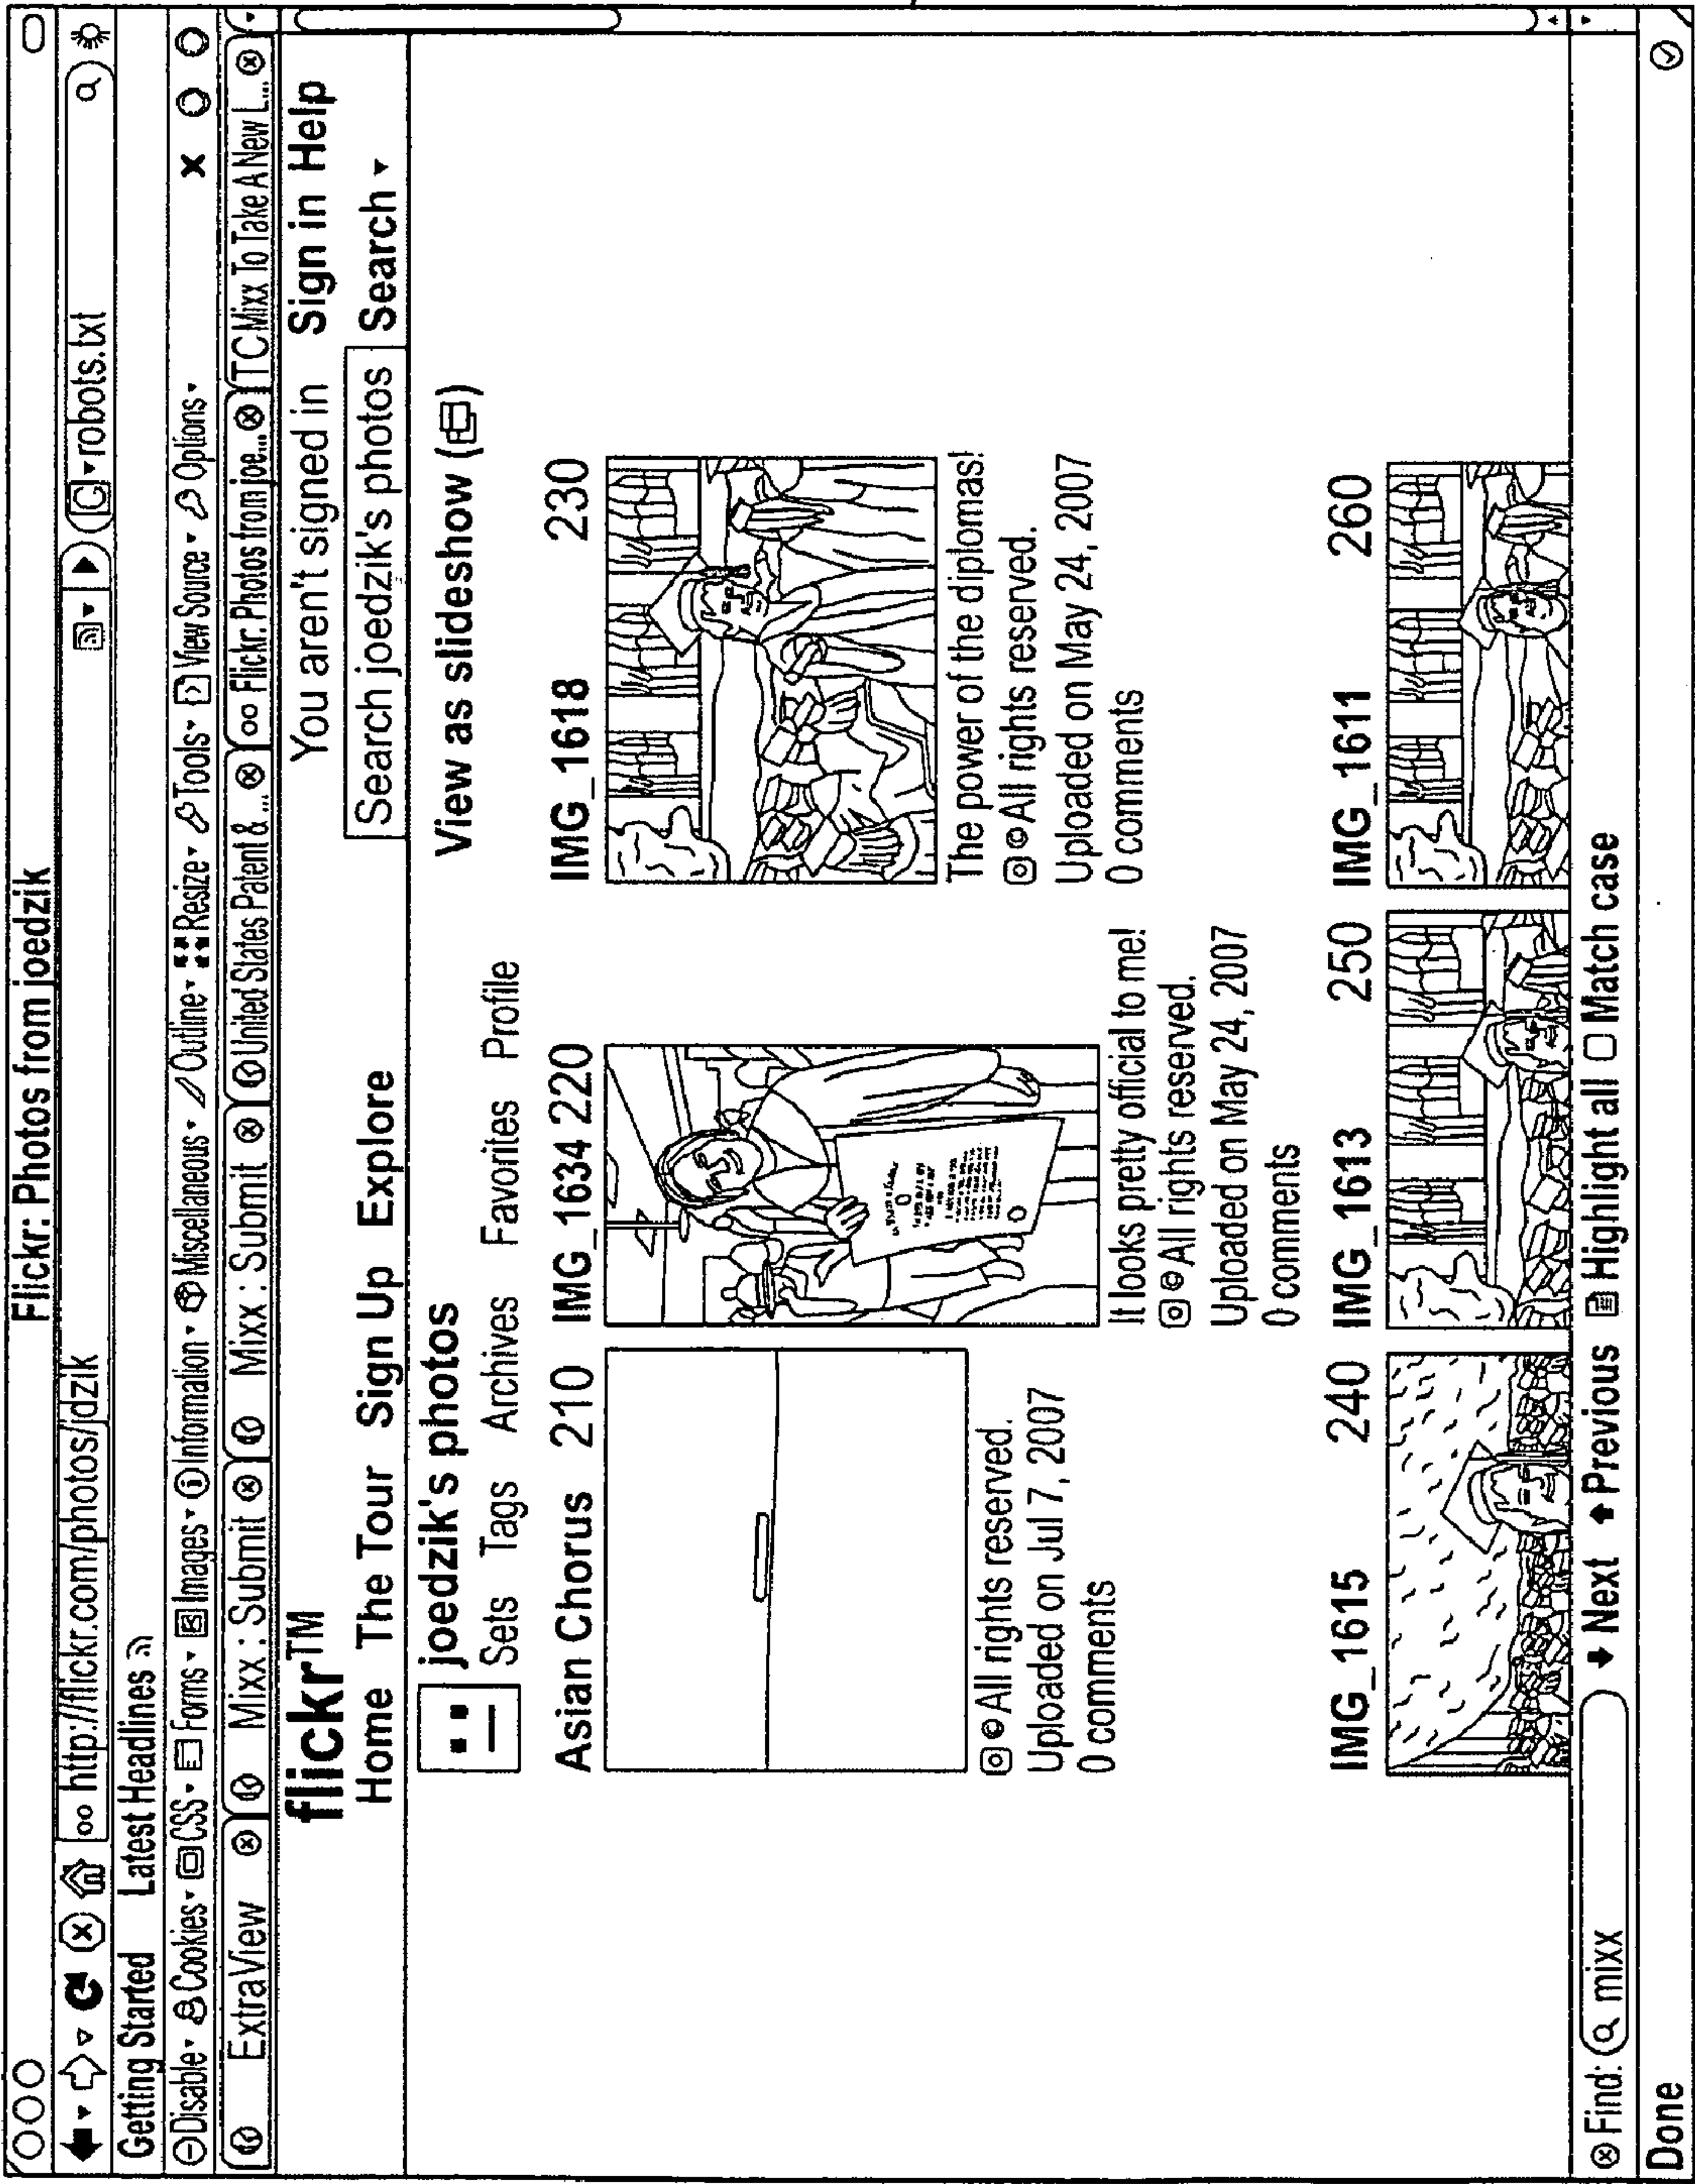 Flickr: Photos from joedzik
http://flickr.com/photos/jdzik G robots.txt
Getting Started Latest Headlines
Disable Cookies CSS Forms Images Information Miscellaneous Outline Resize Tools View Source Options
ExtraView Mixx : Submit Mixx : Submit United States Patent & ... Flickr: Photos from joe... TC Mixx To Take A New L...
flickr™ You aren't signed in Sign in Help
Home The Tour Sign Up Explore Search joedzik's photos Search
joedzik's photos View as slideshow
Sets Tags Archives Favorites Profile
Asian Chorus 210 IMG_1634 220 IMG_1618 230
The power of the diplomas!
©All rights reserved. ©All rights reserved.
Uploaded on Jul 7, 2007 Uploaded on May 24, 2007
0 comments 0 comments
It looks pretty official to me!
©All rights reserved.
Uploaded on May 24, 2007
0 comments
IMG_1615 240 IMG_1613 250 IMG_1611 260
Find: mixx Next Previous Highlight all Match case
Done